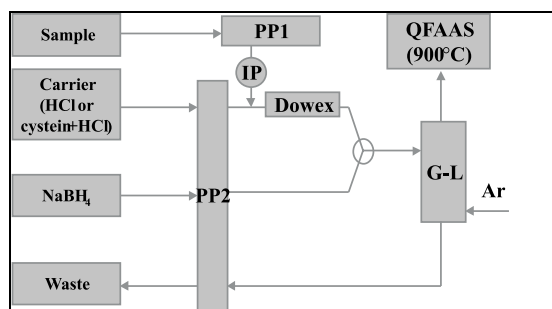 Sample
PP1
QFAAS
(900°C)
IP
Carrier
(HCl or
cystein+HCl)
Dowex
G-L
Ar
NaBH4
PP2
Waste